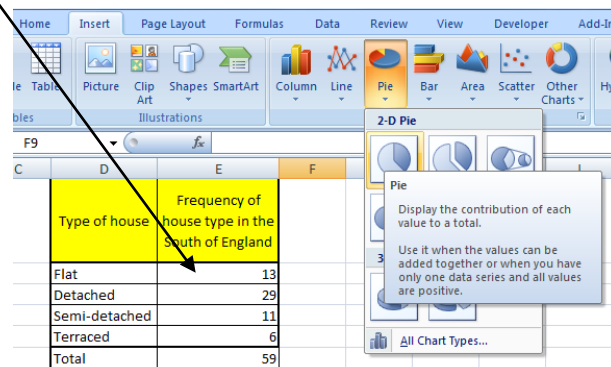 Home Insert Page Layout Formulas Data Review View Developer Add-In
Table Picture Clip Art Shapes SmartArt Column Line Pie Bar Area Scatter Other Charts
Illustrations
2-D Pie
F9 fx
C D E F
Type of house
Frequency of
house type in the
South of England
Flat 13
Detached 29
Semi-detached 11
Terraced 6
Total 59
Pie
Display the contribution of each
value to a total.
Use it when the values can be
added together or when you have
only one data series and all values
are positive.
3
All Chart Types...